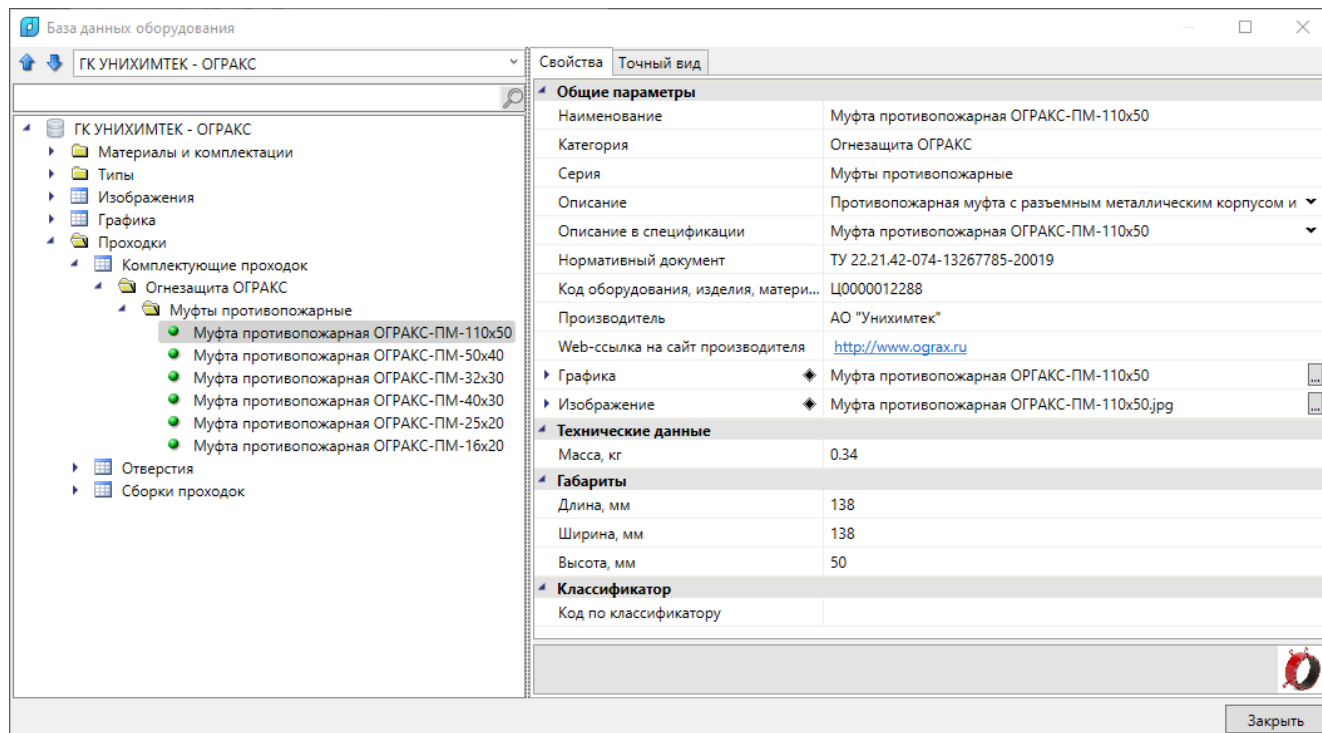 База данных оборудования
ГК УНИХИМТЕК - ОГРАКС
ГК УНИХИМТЕК - ОГРАКС
Материалы и комплектации
Типы
Изображения
Графика
Проходки
Комплектующие проходок
Огнезащита ОГРАКС
Муфты противопожарные
Муфта противопожарная ОГРАКС-ПМ-110x50
Муфта противопожарная ОГРАКС-ПМ-50x40
Муфта противопожарная ОГРАКС-ПМ-32x30
Муфта противопожарная ОГРАКС-ПМ-40x30
Муфта противопожарная ОГРАКС-ПМ-25x20
Муфта противопожарная ОГРАКС-ПМ-16x20
Отверстия
Сборки проходок
Свойства Точный вид
Общие параметры
Наименование Муфта противопожарная ОГРАКС-ПМ-110x50
Категория Огнезащита ОГРАКС
Серия Муфты противопожарные
Описание Противопожарная муфта с разъемным металлическим корпусом и
Описание в спецификации Муфта противопожарная ОГРАКС-ПМ-110x50
Нормативный документ ТУ 22.21.42-074-13267785-20019
Код оборудования, изделия, матери... Ц0000012288
Производитель АО "Унихимтек"
Web-ссылка на сайт производителя http://www.ograx.ru
Графика Муфта противопожарная ОРГАКС-ПМ-110x50 ...
Изображение Муфта противопожарная ОГРАКС-ПМ-110x50.jpg ...
Технические данные
Масса, кг 0.34
Габариты
Длина, мм 138
Ширина, мм 138
Высота, мм 50
Классификатор
Код по классификатору
Закрыть